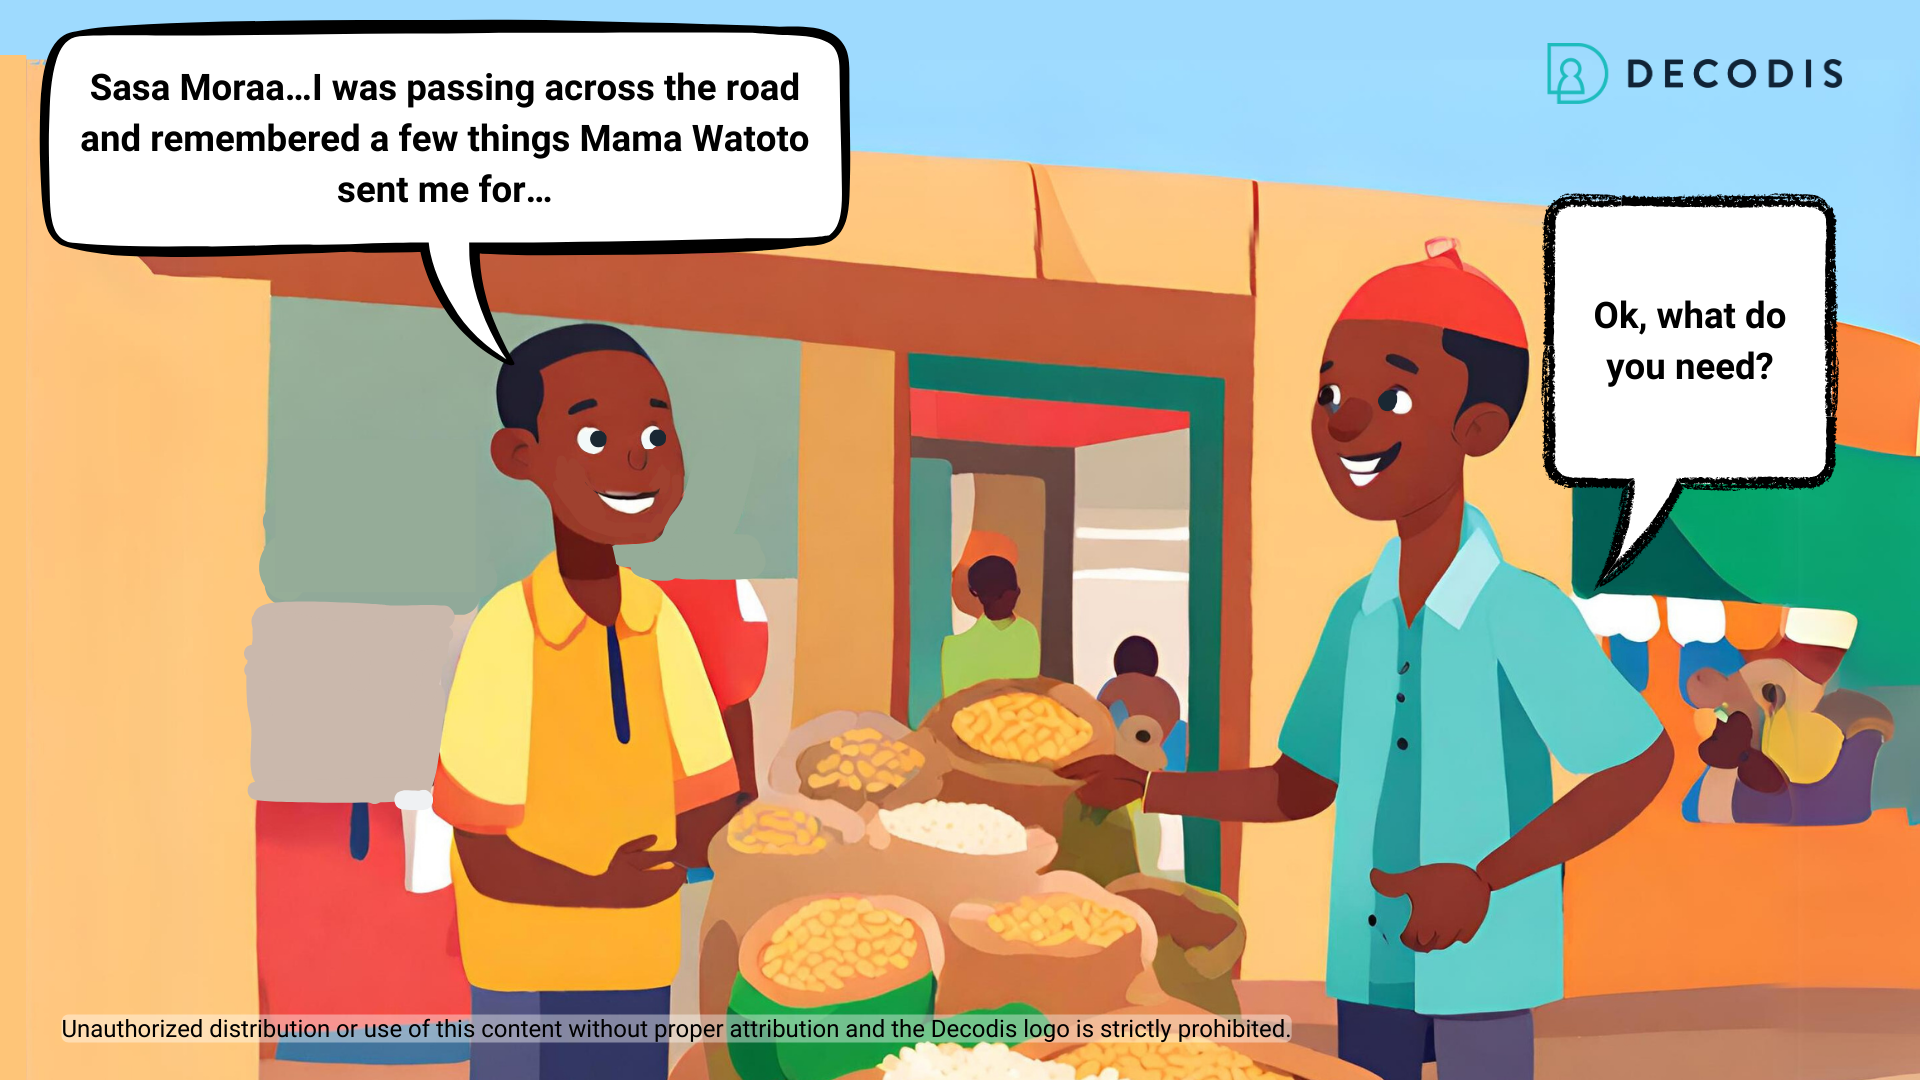 Sasa Moraa...I was passing across the road
and remembered a few things Mama Watoto
sent me for...
DECODIS
Ok, what do
you need?
Unauthorized distribution or use of this content without proper attribution and the Decodis logo is strictly prohibited.